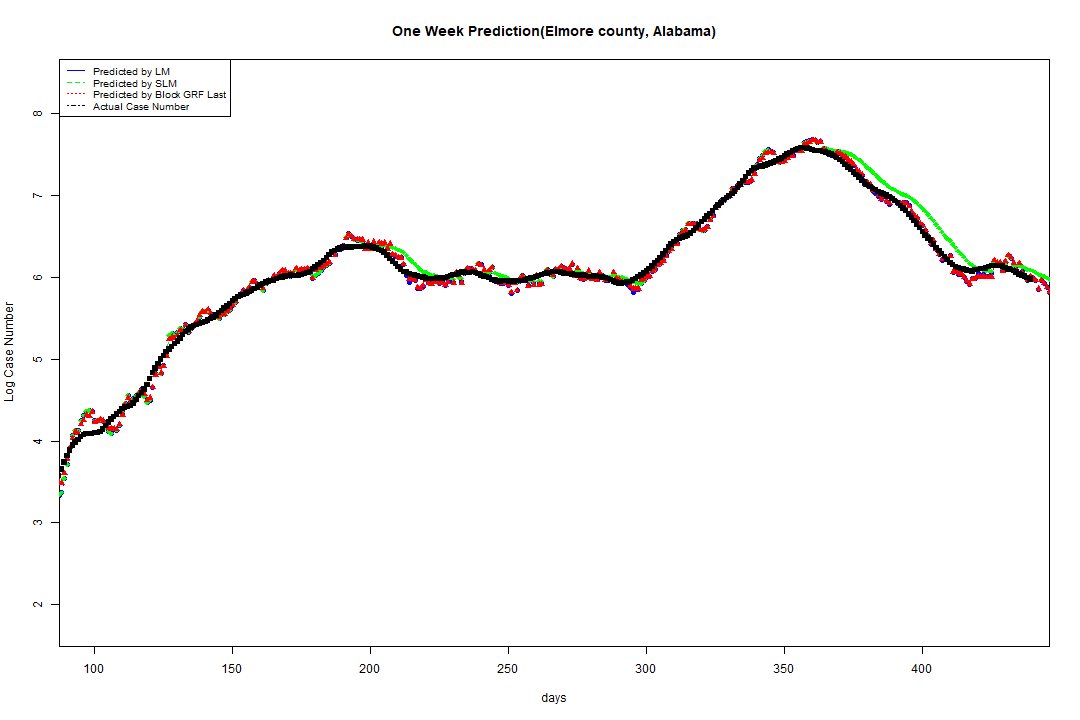 One Week Prediction(Elmore county, Alabama)
Predicted by LM
Predicted by SLM
Predicted by Block GRF Last
Actual Case Number
8
7
6
5
4
3
2
Log Case Number
100 150 200 250 300 350 400
days